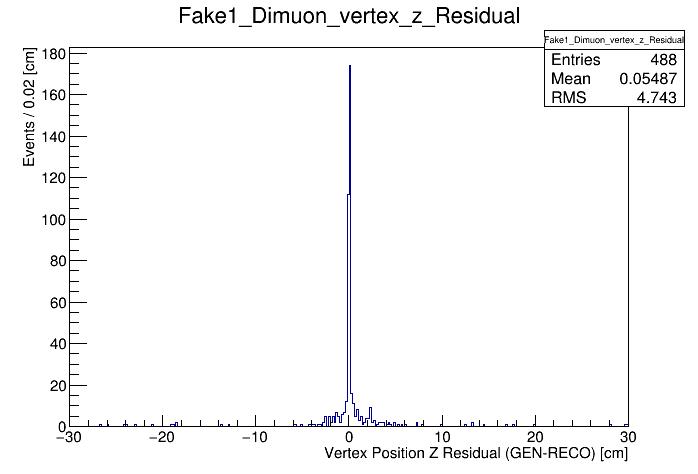 Fake1_Dimuon_vertex_z_Residual
Fake1_Dimuon_vertex_z_Residual
Entries 488
Mean 0.05487
RMS 4.743
Events / 0.02 [cm]
180
160
140
120
100
80
60
40
20
0
−30 −20 −10 0 10 20 30
Vertex Position Z Residual (GEN-RECO) [cm]